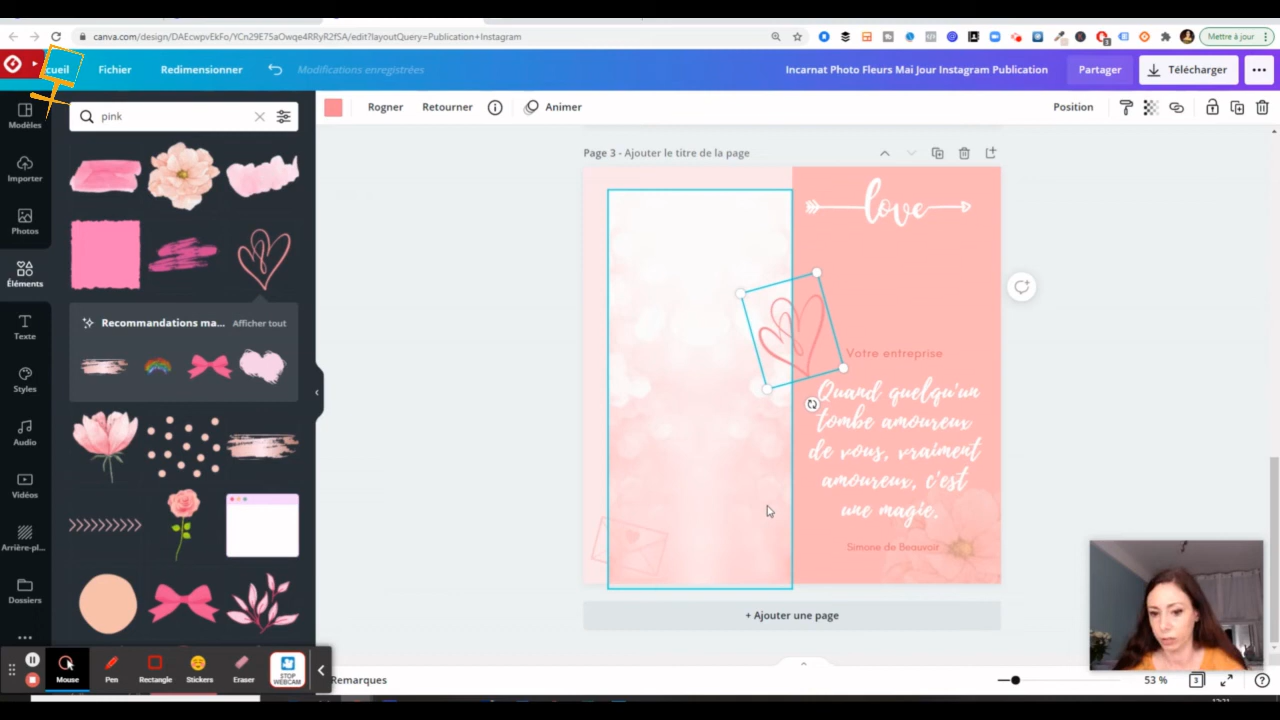 canva.com/design/DAEcwpvEkFo/YCn29E75aOwqe4RRyR2fSA/edit?layoutQuery=Publication+Instagram
Mettre à jour
cueil
Fichier
Redimensionner
Modifications enregistrées
Incarnat Photo Fleurs Mai Jour Instagram Publication
Partager
Télécharger
Modèles
Importer
Photos
Éléments
Texte
Styles
Audio
Vidéos
Arrière-pl...
Dossiers
pink
Recommandations ma...
Afficher tout
Rogner
Retourner
Animer
Position
Page 3 - Ajouter le titre de la page
love
Votre entreprise
Quand quelqu'un
tombe amoureux
de vous, vraiment
amoureux, c'est
une magie.
Simone de Beauvoir
+ Ajouter une page
Remarques
53 %
3
Mouse
Pen
Rectangle
Stickers
Eraser
STOP
WEBCAM